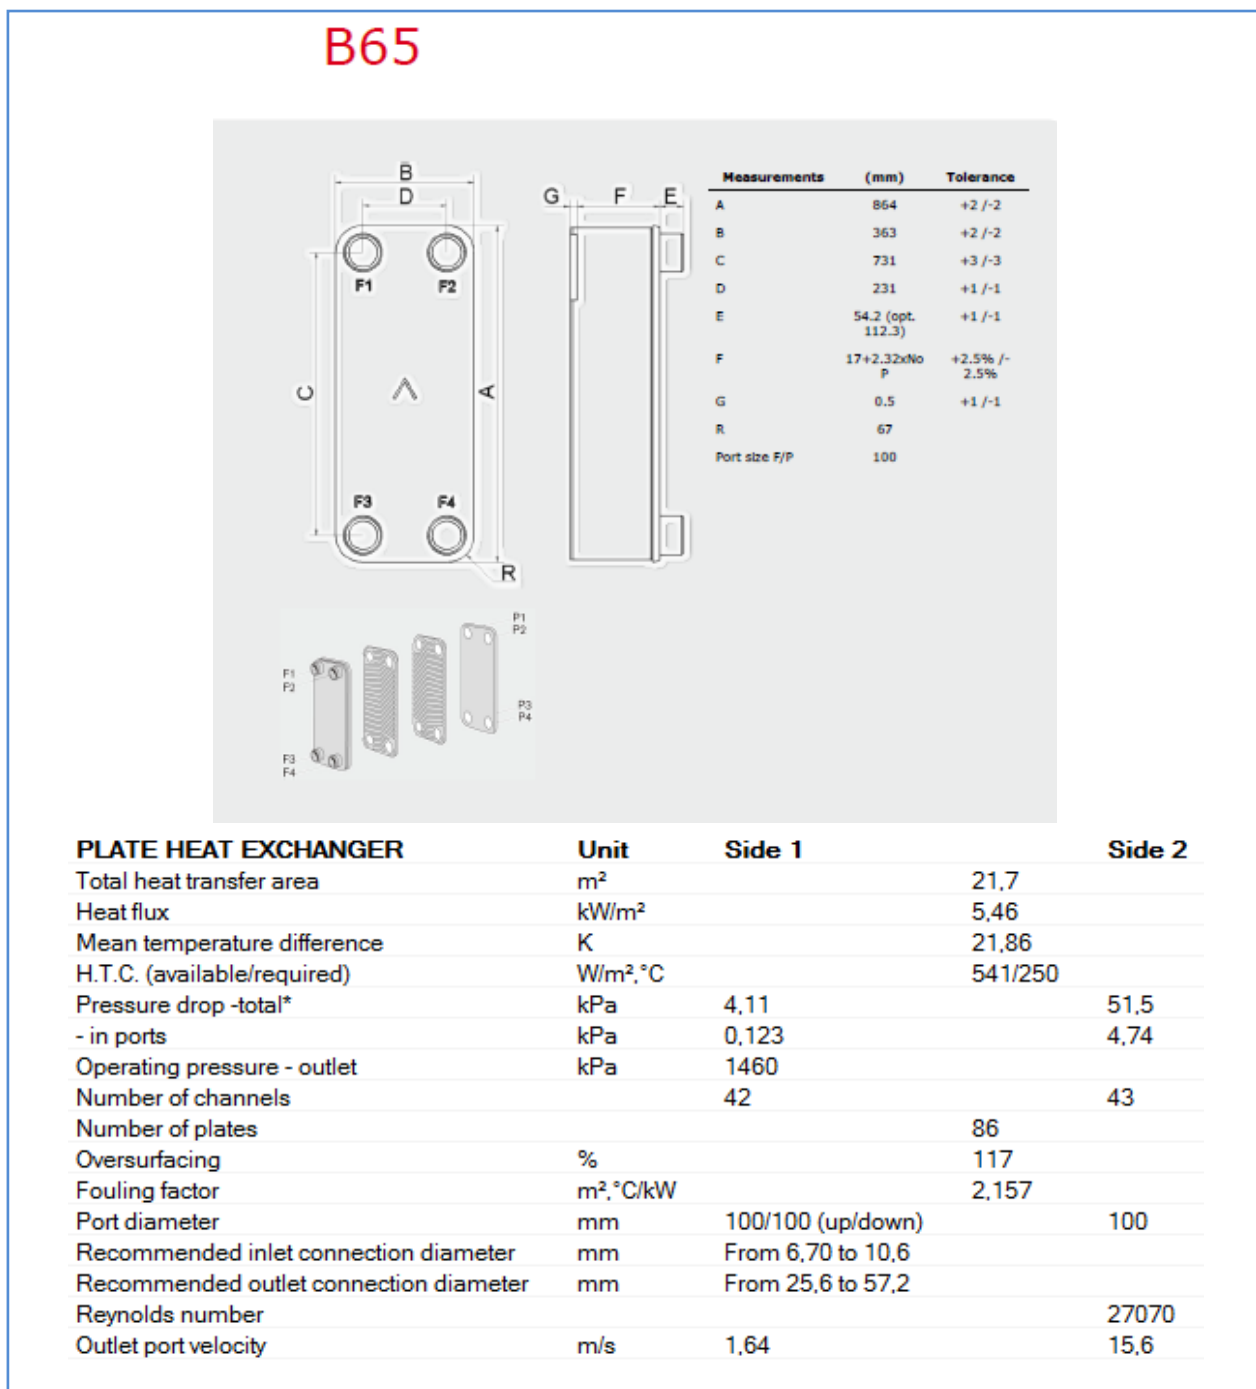 B65
B
D
G F E
F1 F2
C
A
F3 F4
R
Measurements (mm) Tolerance
A 864 +2 /-2
B 363 +2 /-2
C 731 +3 /-3
D 231 +1 /-1
E 54.2 (opt. 112.3) +1 /-1
F 17+2.32xNo P +2.5% /- 2.5%
G 0.5 +1 /-1
R 67
Port size F/P 100
P1
P2
F1
F2
P3
P4
F3
F4
PLATE HEAT EXCHANGER Unit Side 1 Side 2
Total heat transfer area m² 21,7
Heat flux kW/m² 5,46
Mean temperature difference K 21,86
H.T.C. (available/required) W/m²,°C 541/250
Pressure drop -total* kPa 4,11 51,5
- in ports kPa 0,123 4,74
Operating pressure - outlet kPa 1460
Number of channels 42 43
Number of plates 86
Oversurfacing % 117
Fouling factor m²,°C/kW 2,157
Port diameter mm 100/100 (up/down) 100
Recommended inlet connection diameter mm From 6,70 to 10,6
Recommended outlet connection diameter mm From 25,6 to 57,2
Reynolds number 27070
Outlet port velocity m/s 1,64 15,6